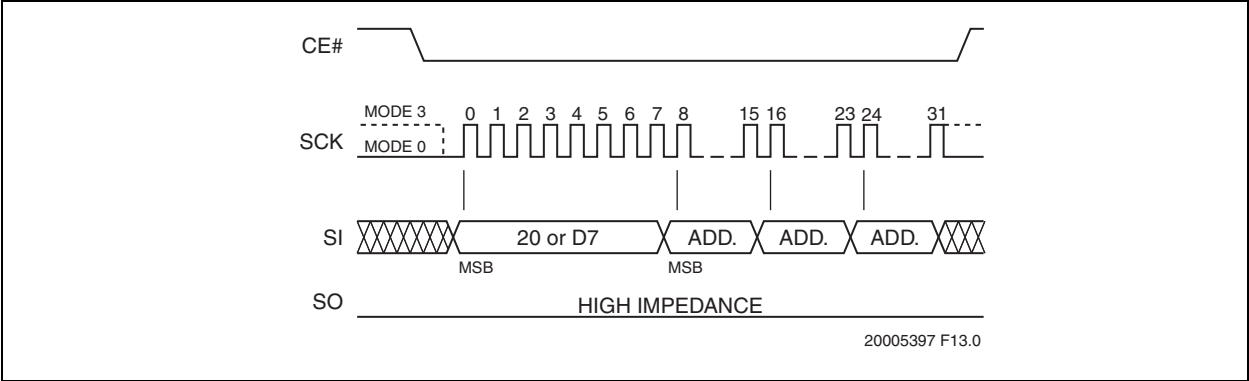 CE#
MODE 3
0 1 2 3 4 5 6 7 8 15 16 23 24 31
SCK
MODE 0
SI
20 or D7 ADD. ADD. ADD.
MSB MSB
SO
HIGH IMPEDANCE
20005397 F13.0